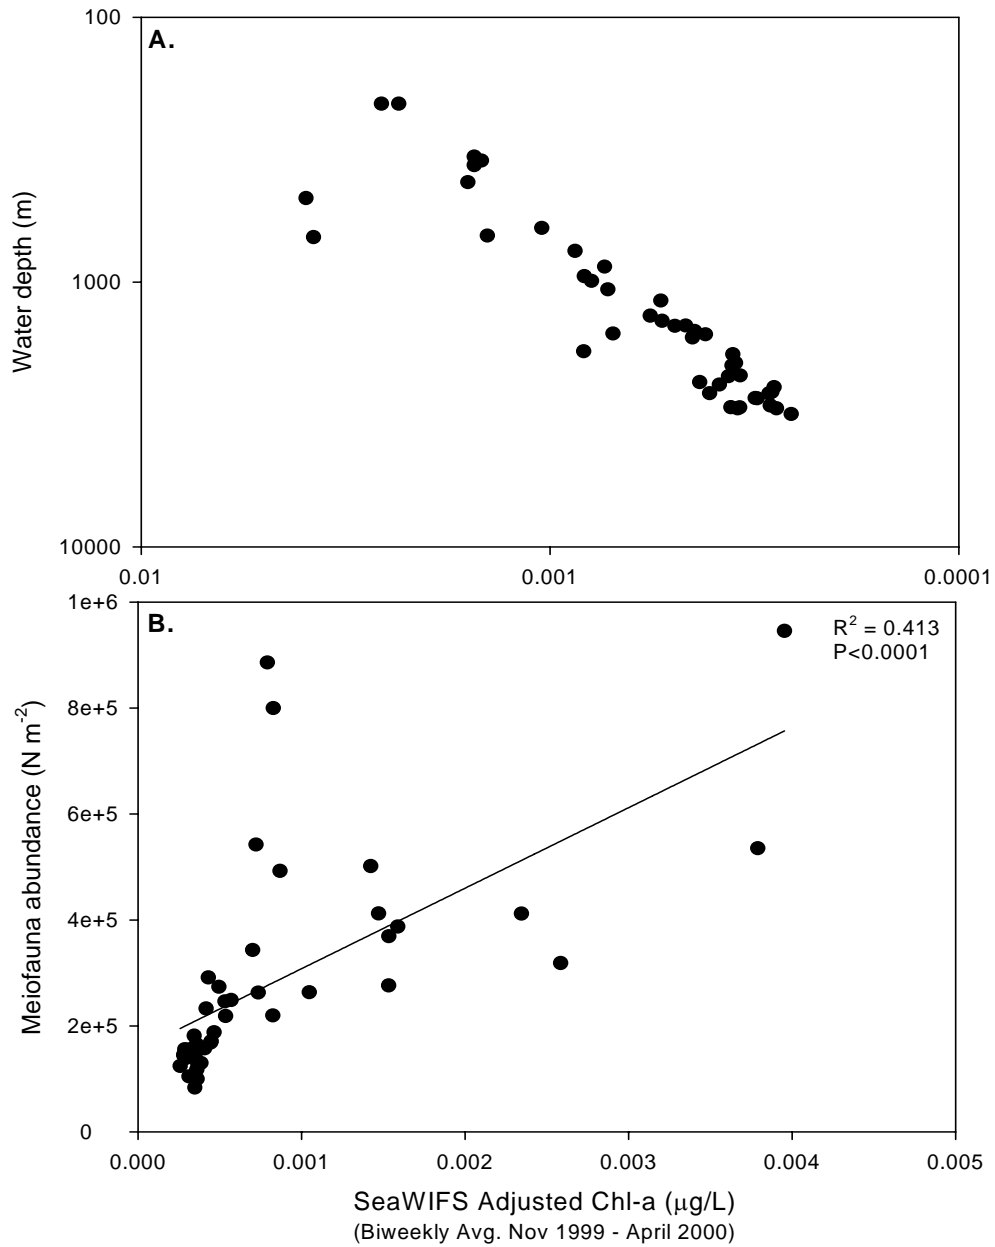 100
A.
Water depth (m)
1000
10000
0.01
0.001
0.0001
1e+6
B.
R2 = 0.413
P<0.0001
8e+5
Meiofauna abundance (N m-2)
6e+5
4e+5
2e+5
0
0.000
0.001
0.002
0.003
0.004
0.005
SeaWIFS Adjusted Chl-a (μg/L)
(Biweekly Avg. Nov 1999 - April 2000)